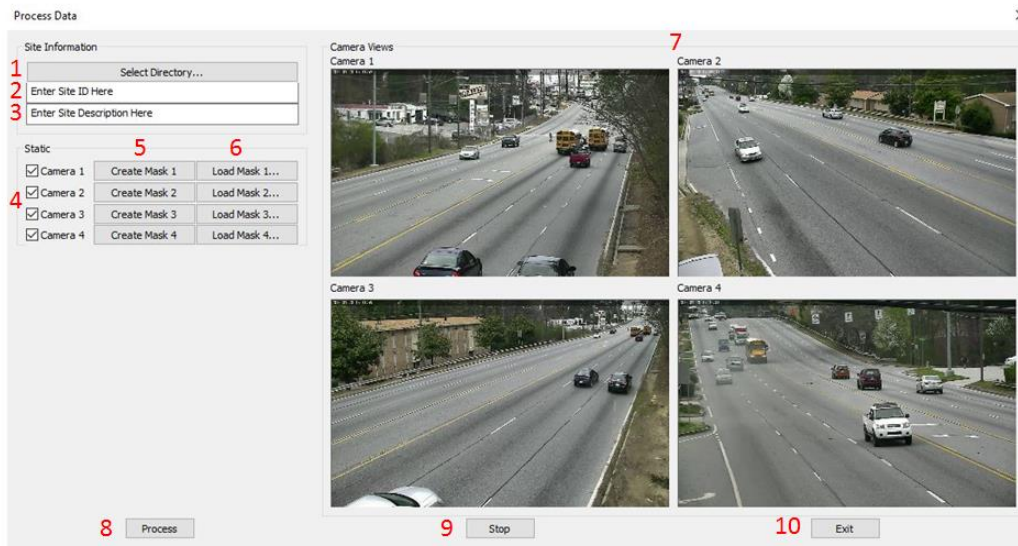 Process Data
Site Information
1 Select Directory...
2 Enter Site ID Here
3 Enter Site Description Here
Static
5 6
4
Camera 1 Create Mask 1 Load Mask 1...
Camera 2 Create Mask 2 Load Mask 2...
Camera 3 Create Mask 3 Load Mask 3...
Camera 4 Create Mask 4 Load Mask 4...
Camera Views 7
Camera 1 Camera 2
Camera 3 Camera 4
8 Process 9 Stop 10 Exit